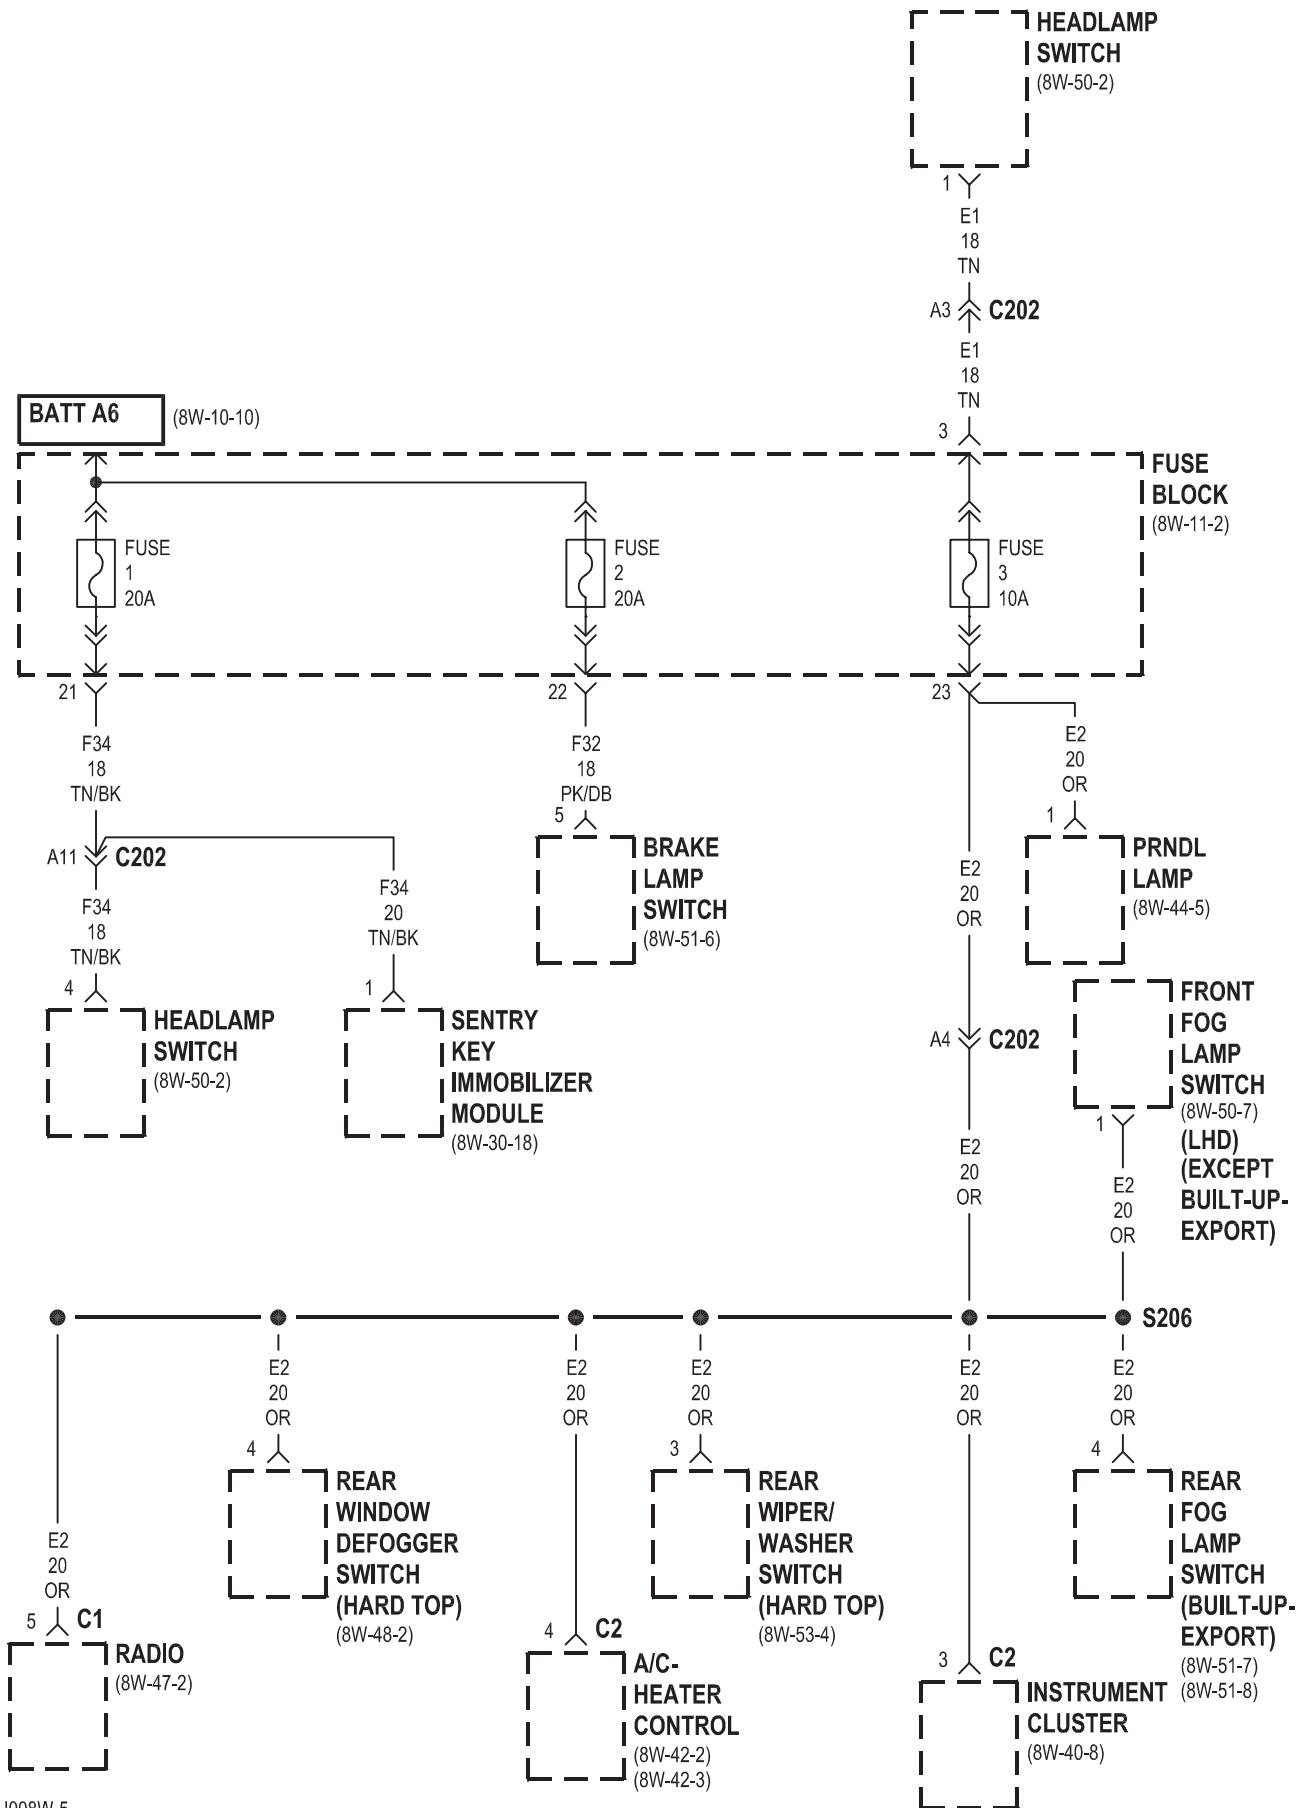 HEADLAMP
SWITCH
(8W-50-2)
1
E1
18
TN
A3
C202
E1
18
TN
3
BATT A6
(8W-10-10)
FUSE
BLOCK
(8W-11-2)
FUSE
1
20A
FUSE
2
20A
FUSE
3
10A
21
22
23
F34
18
TN/BK
F32
18
PK/DB
E2
20
OR
5
1
A11
C202
F34
18
TN/BK
F34
20
TN/BK
BRAKE
LAMP
SWITCH
(8W-51-6)
E2
20
OR
PRNDL
LAMP
(8W-44-5)
4
HEADLAMP
SWITCH
(8W-50-2)
1
SENTRY
KEY
IMMOBILIZER
MODULE
(8W-30-18)
A4
C202
FRONT
FOG
LAMP
SWITCH
(8W-50-7)
(LHD)
(EXCEPT
BUILT-UP-
EXPORT)
1
E2
20
OR
E2
20
OR
S206
E2
20
OR
E2
20
OR
E2
20
OR
E2
20
OR
E2
20
OR
4
REAR
WINDOW
DEFOGGER
SWITCH
(HARD TOP)
(8W-48-2)
3
REAR
WIPER/
WASHER
SWITCH
(HARD TOP)
(8W-53-4)
4
REAR
FOG
LAMP
SWITCH
(BUILT-UP-
EXPORT)
(8W-51-7)
(8W-51-8)
E2
20
OR
5
C1
RADIO
(8W-47-2)
4
C2
A/C-
HEATER
CONTROL
(8W-42-2)
(8W-42-3)
3
C2
INSTRUMENT
CLUSTER
(8W-40-8)